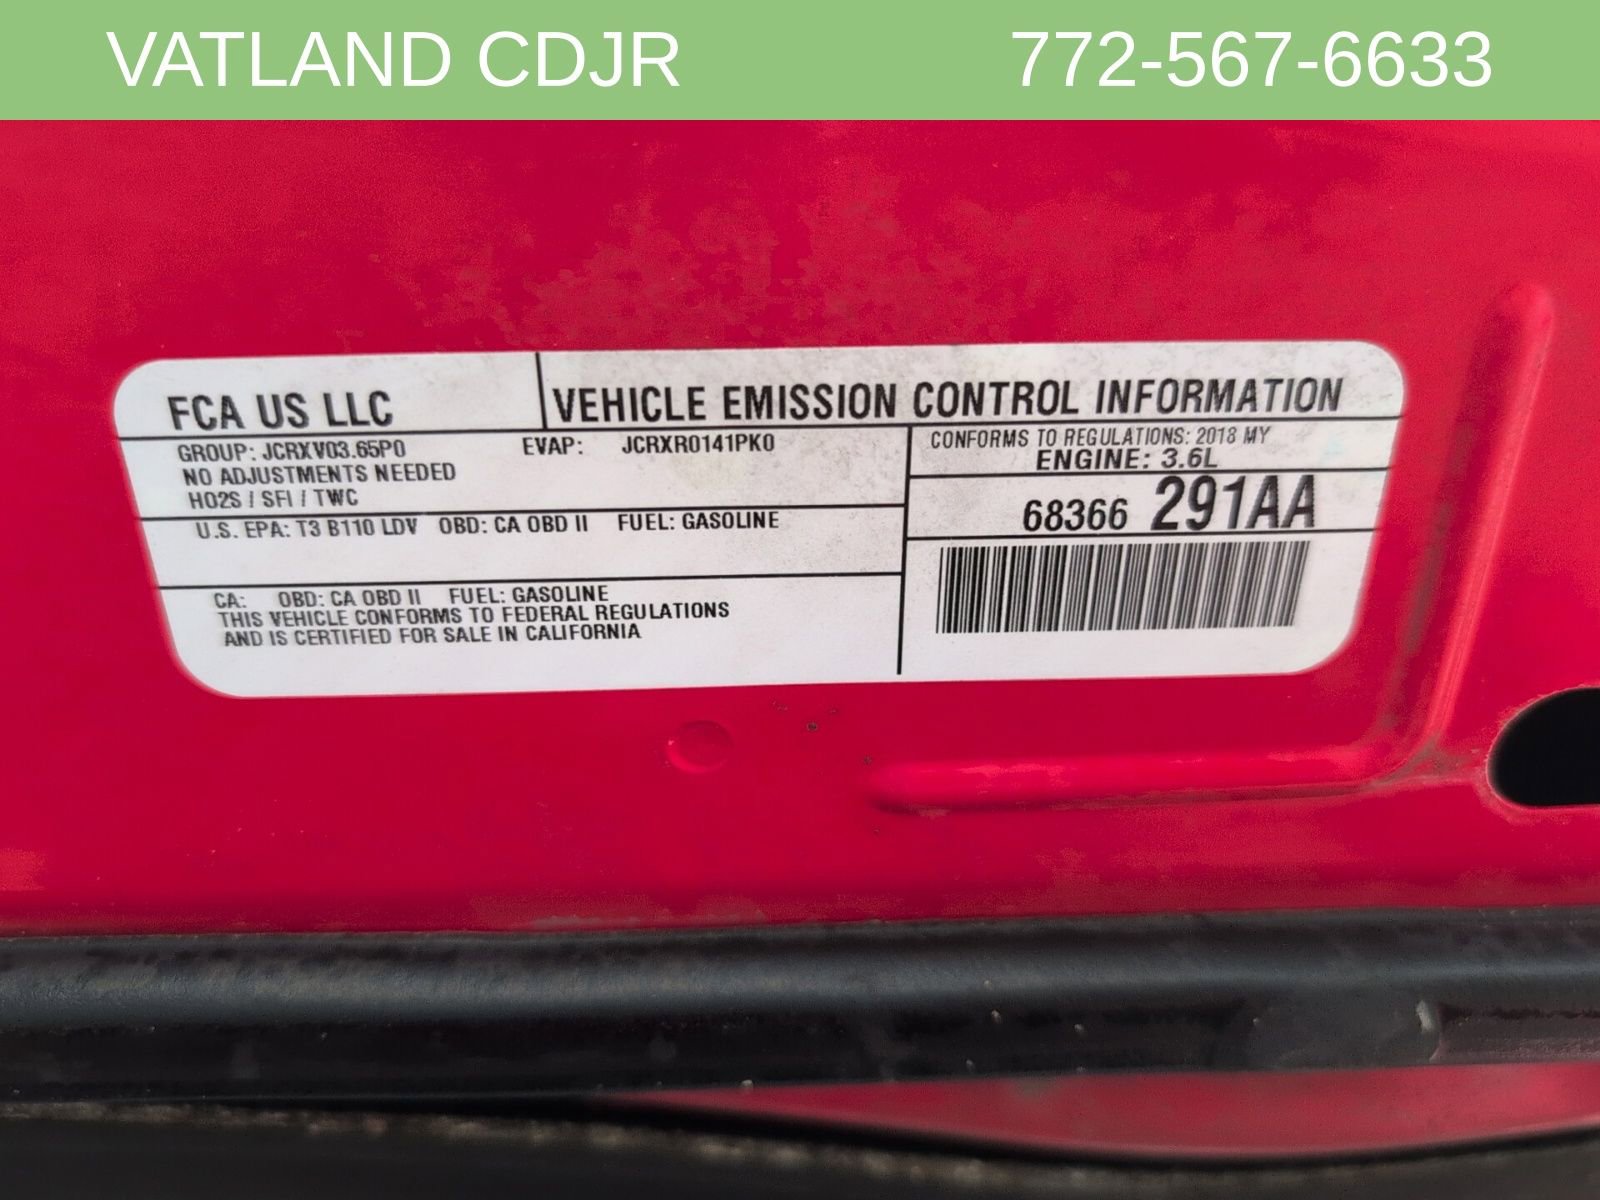 VATLAND CDJR 772-567-6633
FCA US LLC
VEHICLE EMISSION CONTROL INFORMATION
GROUP: JCRXV03.65P0 EVAP: JCRXR0141PK0
NO ADJUSTMENTS NEEDED
HO2S / SFI / TWC
U.S. EPA: T3 B110 LDV OBD: CA OBD II FUEL: GASOLINE
CA: OBD: CA OBD II FUEL: GASOLINE
THIS VEHICLE CONFORMS TO FEDERAL REGULATIONS
AND IS CERTIFIED FOR SALE IN CALIFORNIA
CONFORMS TO REGULATIONS: 2018 MY
ENGINE: 3.6L
68366 291AA